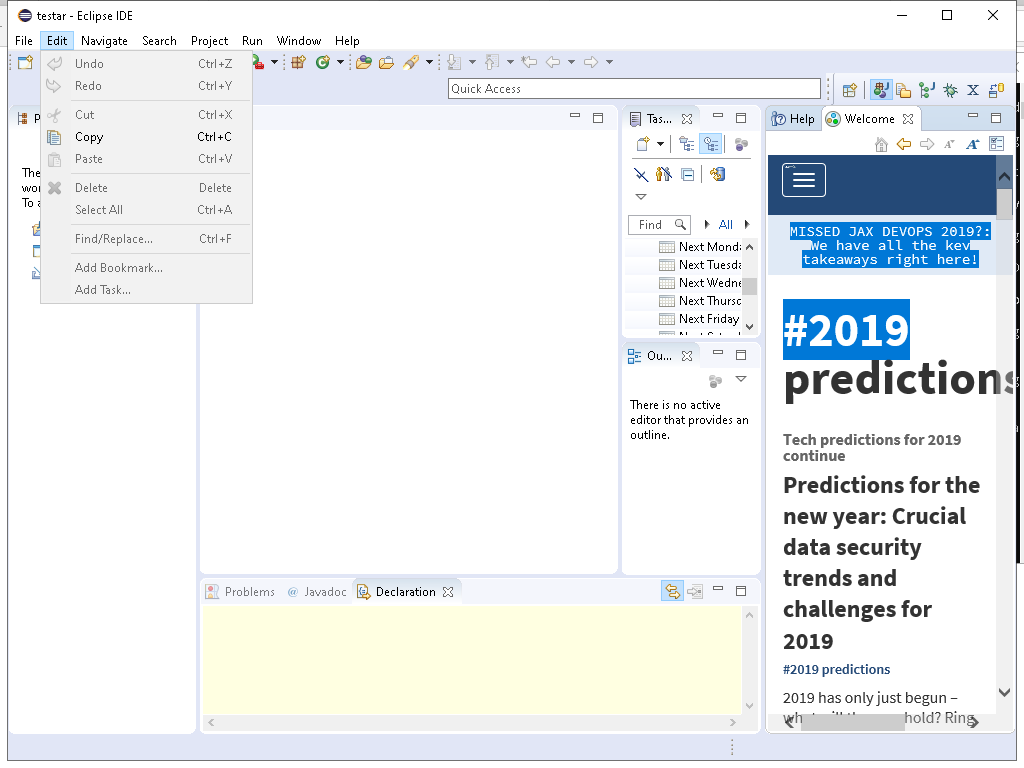 testar - Eclipse IDE
File Edit Navigate Search Project Run Window Help
Undo Ctrl+Z
Redo Ctrl+Y
Cut Ctrl+X
Copy Ctrl+C
Paste Ctrl+V
Delete Delete
Select All Ctrl+A
Find/Replace... Ctrl+F
Add Bookmark...
Add Task...
Quick Access
P
The
wor
To a
Tas...
Find
All
Next Mond
Next Tuesda
Next Wedne
Next Thursd
Next Friday
Ou...
There is no active
editor that provides an
outline.
Problems @ Javadoc Declaration
Help Welcome
MISSED JAX DEVOPS 2019?:
We have all the key
takeaways right here!
#2019
predictions
Tech predictions for 2019
continue
Predictions for the
new year: Crucial
data security
trends and
challenges for
2019
#2019 predictions
2019 has only just begun –
what will the hold? Ring